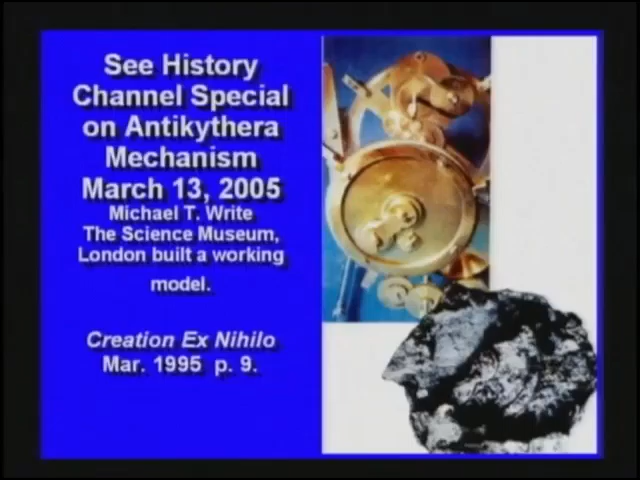 See History
Channel Special
on Antikythera
Mechanism
March 13, 2005
Michael T. Write
The Science Museum,
London built a working
model.
Creation Ex Nihilo
Mar. 1995 p. 9.